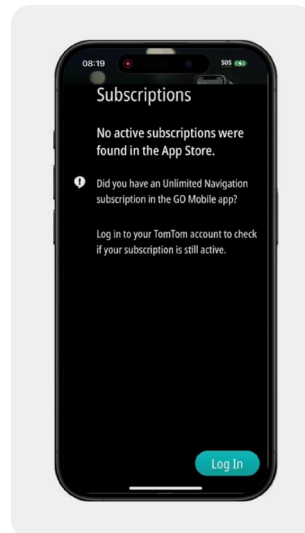 08:19
SOS
Subscriptions
No active subscriptions were
found in the App Store.
Did you have an Unlimited Navigation
subscription in the GO Mobile app?
Log in to your TomTom account to check
if your subscription is still active.
Log In